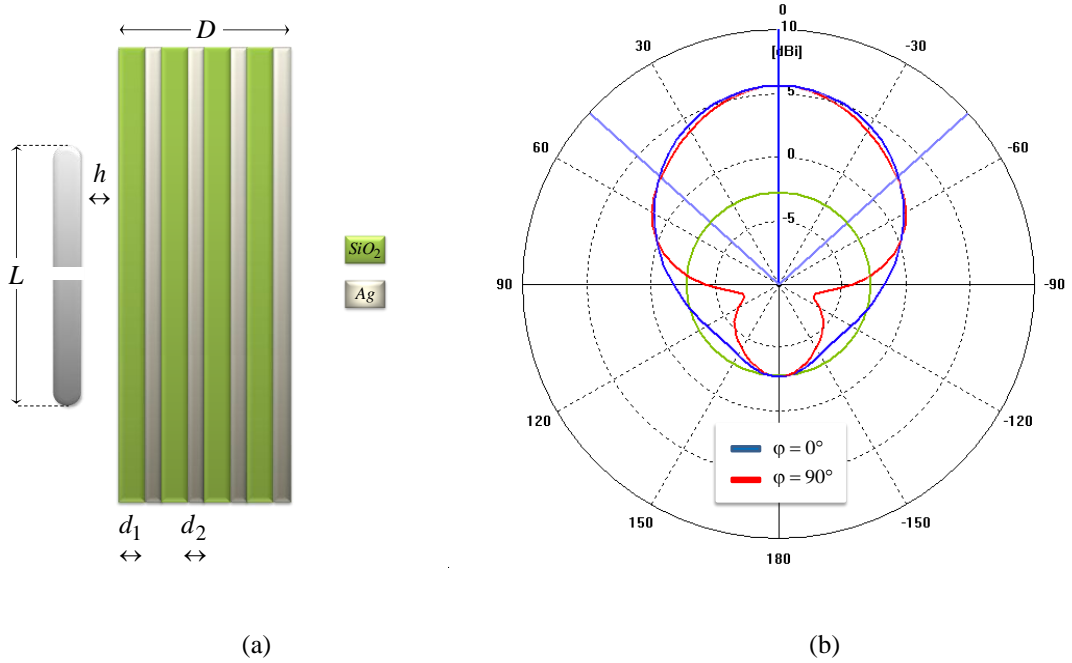 D
h
L
SiO2
Ag
d1
d2
(a)
0
10
[dBi]
30
-30
5
60
-60
0
-5
90
-90
120
-120
φ = 0°
φ = 90°
150
-150
180
(b)